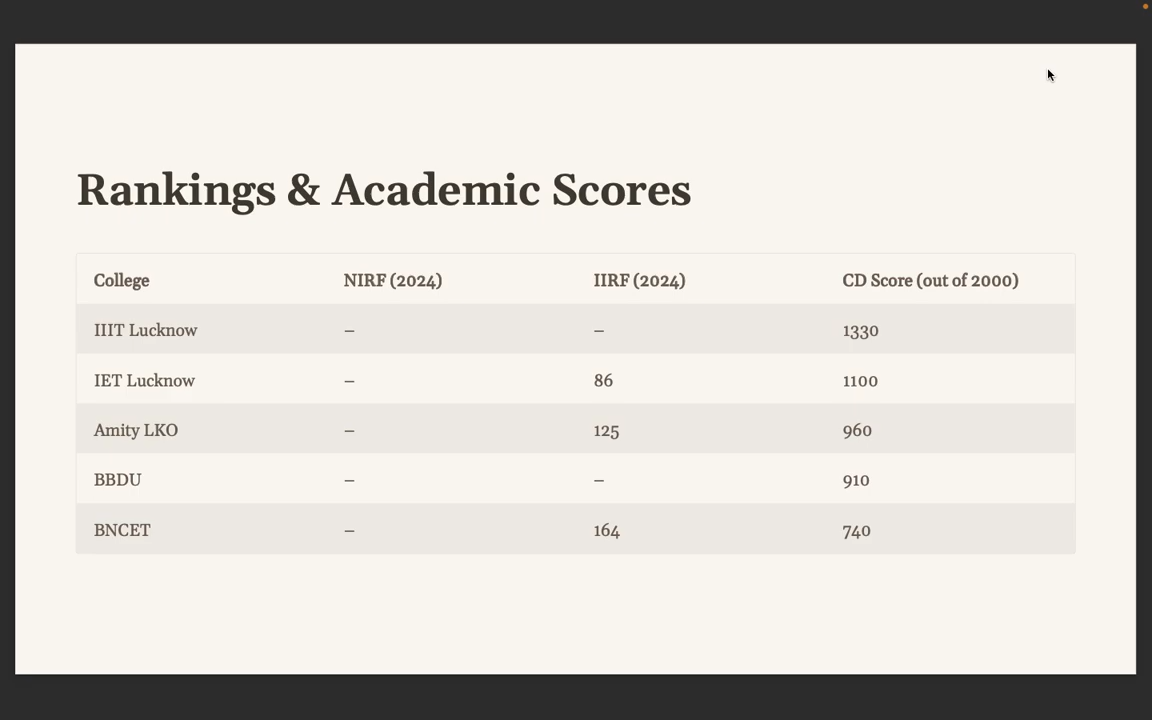 Rankings & Academic Scores
College NIRF (2024) IIRF (2024) CD Score (out of 2000)
IIIT Lucknow – – 1330
IET Lucknow – 86 1100
Amity LKO – 125 960
BBDU – – 910
BNCET – 164 740